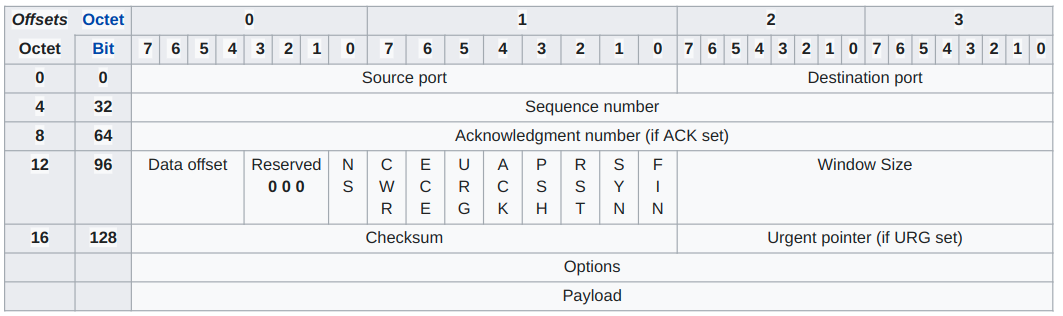 Offsets Octet 0 1 2 3
Octet Bit 7 6 5 4 3 2 1 0 7 6 5 4 3 2 1 0 7 6 5 4 3 2 1 0 7 6 5 4 3 2 1 0
0 0 Source port Destination port
4 32 Sequence number
8 64 Acknowledgment number (if ACK set)
12 96 Data offset Reserved 0 0 0 NS CWR ECE URG ACK PSH RST SYN FIN Window Size
16 128 Checksum Urgent pointer (if URG set)
Options
Payload